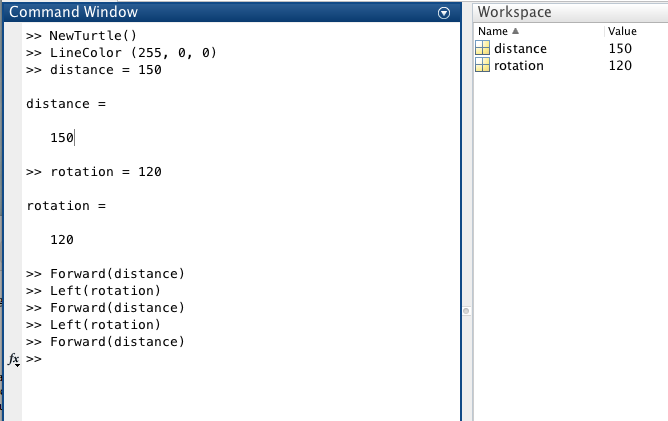 Command Window
>> NewTurtle()
>> LineColor (255, 0, 0)
>> distance = 150
distance =
150
>> rotation = 120
rotation =
120
>> Forward(distance)
>> Left(rotation)
>> Forward(distance)
>> Left(rotation)
>> Forward(distance)
fx >>
Workspace
Name Value
distance 150
rotation 120